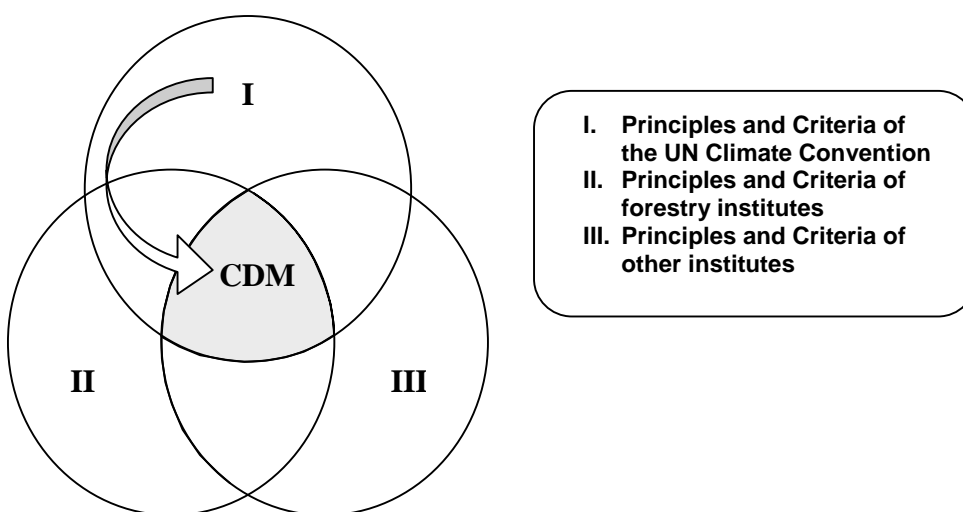 I
CDM
II
III
I. Principles and Criteria of
the UN Climate Convention
II. Principles and Criteria of
forestry institutes
III. Principles and Criteria of
other institutes